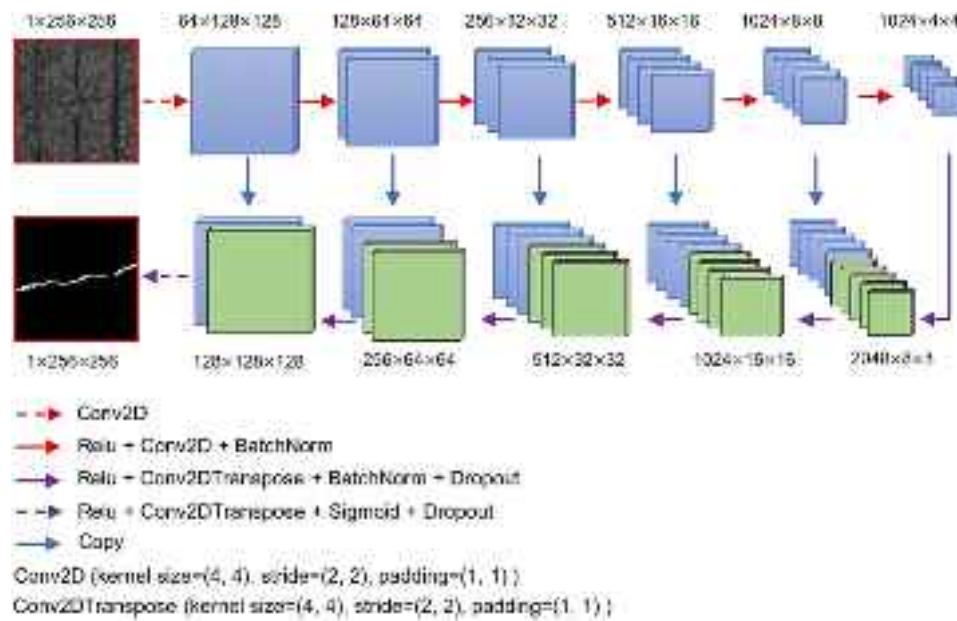 1×256×256 64×128×128 128×64×64 256×32×32 512×16×16 1024×8×8 1024×4×4
1×256×256 128×128×128 256×64×64 512×32×32 1024×16×16 2048×8×8
Conv2D
Relu + Conv2D + BatchNorm
Relu + Conv2DTranspose + BatchNorm + Dropout
Relu + Conv2DTranspose + Sigmoid + Dropout
Copy
Conv2D (kernel size=(4, 4), stride=(2, 2), padding=(1, 1) )
Conv2DTranspose (kernel size=(4, 4), stride=(2, 2), padding=(1, 1) )